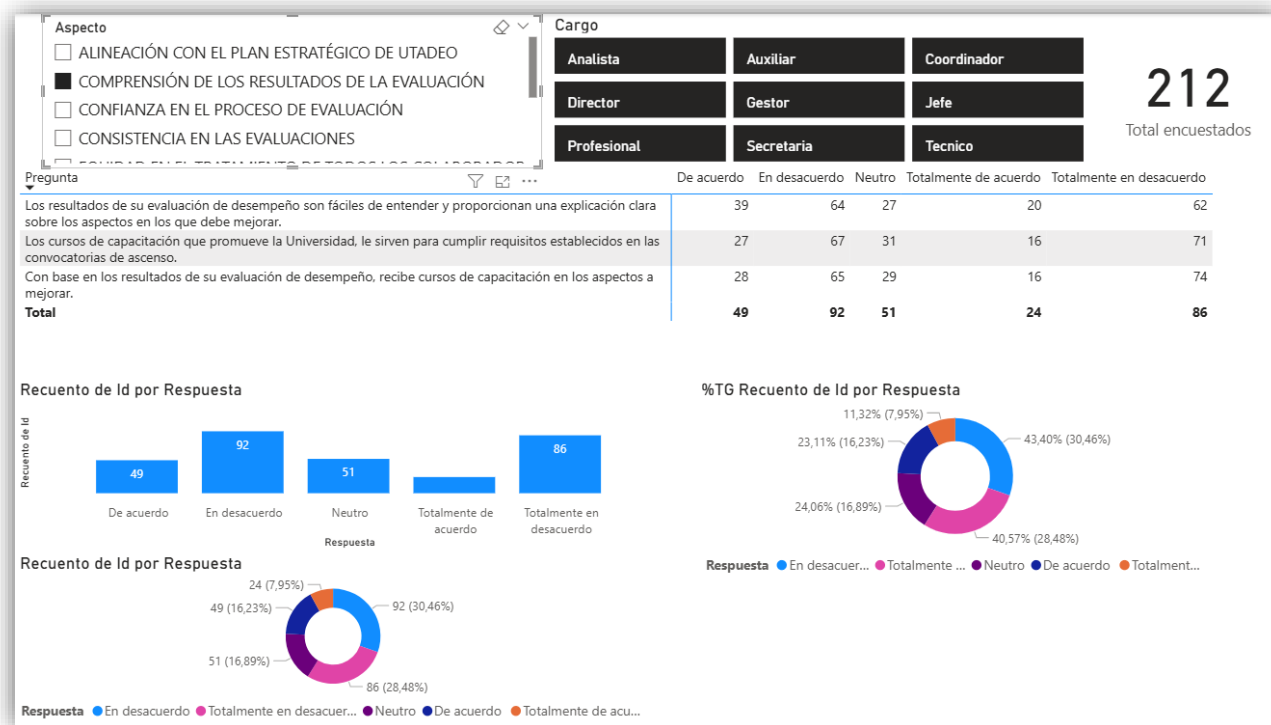 Aspecto
ALINEACIÓN CON EL PLAN ESTRATÉGICO DE UTADEO
COMPRENSIÓN DE LOS RESULTADOS DE LA EVALUACIÓN
CONFIANZA EN EL PROCESO DE EVALUACIÓN
CONSISTENCIA EN LAS EVALUACIONES
EQUIDAD EN EL TRATAMIENTO DE TODOS LOS COLABORADOR
Cargo
Analista Auxiliar Coordinador
Director Gestor Jefe
Profesional Secretaria Tecnico
212
Total encuestados
Pregunta De acuerdo En desacuerdo Neutro Totalmente de acuerdo Totalmente en desacuerdo
Los resultados de su evaluación de desempeño son fáciles de entender y proporcionan una explicación clara 39 64 27 20 62
sobre los aspectos en los que debe mejorar.
Los cursos de capacitación que promueve la Universidad, le sirven para cumplir requisitos establecidos en las 27 67 31 16 71
convocatorias de ascenso.
Con base en los resultados de su evaluación de desempeño, recibe cursos de capacitación en los aspectos a 28 65 29 16 74
mejorar.
Total 49 92 51 24 86
Recuento de Id por Respuesta
Recuento de Id
49 92 51 86
De acuerdo En desacuerdo Neutro Totalmente de Totalmente en
acuerdo desacuerdo
Respuesta
%TG Recuento de Id por Respuesta
11,32% (7,95%)
23,11% (16,23%)
43,40% (30,46%)
24,06% (16,89%)
40,57% (28,48%)
Respuesta En desacuer... Totalmente ... Neutro De acuerdo Totalment...
Recuento de Id por Respuesta
24 (7,95%)
49 (16,23%)
92 (30,46%)
51 (16,89%)
86 (28,48%)
Respuesta En desacuerdo Totalmente en desacuer... Neutro De acuerdo Totalmente de acu...